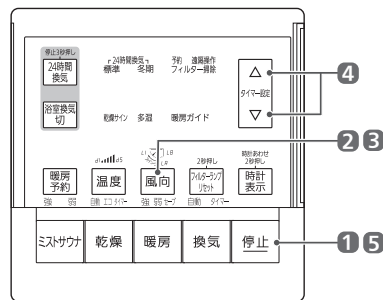 停止3秒押し
24時間
換気
24時間換気
標準 冬期
予約 遠隔操作
フィルター掃除
タイマー設定
4
浴室換気
切
乾燥サイン 多湿 暖房ガイド
2 3
L1 LB
LR
2秒押し
時計あわせ
2秒押し
暖房
予約
温度
風向
フィルターランプ
リセット
時計
表示
強 弱 自動 エコ タイマー 強 弱 セーブ 自動 タイマー
ミストサウナ 乾燥 暖房 換気 停止
1 5